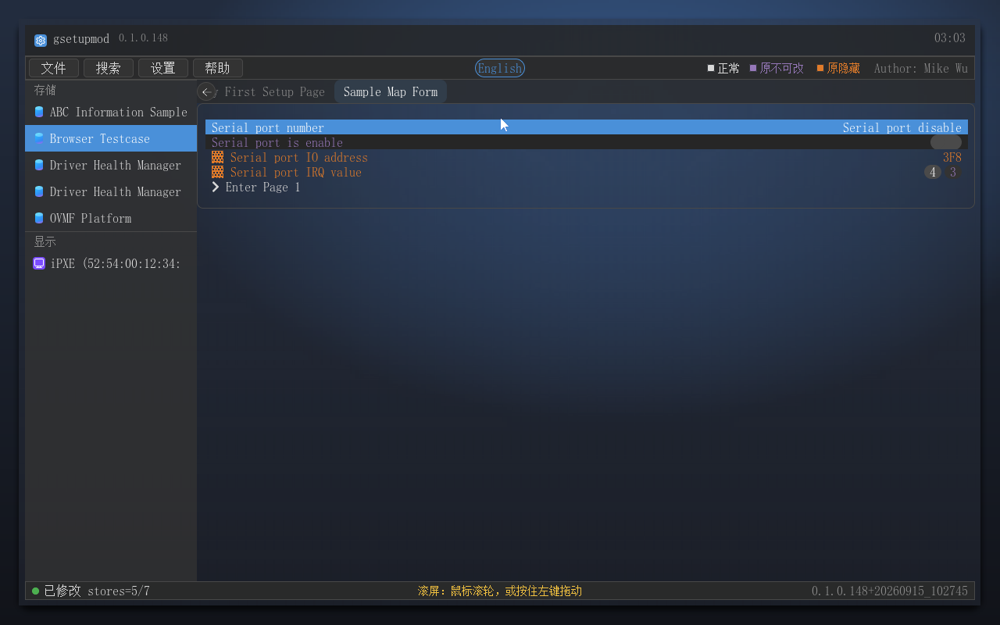 gsetupmod 0.1.0.148 03:03
文件 搜索 设置 帮助 English 正常 原不可改 原隐藏 Author: Mike Wu
存储
ABC Information Sample
Browser Testcase
Driver Health Manager
Driver Health Manager
OVMF Platform
显示
iPXE (52:54:00:12:34:
First Setup Page Sample Map Form
Serial port number Serial port disable
Serial port is enable
Serial port IO address 3F8
Serial port IRQ value 4 3
Enter Page 1
已修改 stores=5/7 滚屏：鼠标滚轮，或按住左键拖动 0.1.0.148+20260915_102745